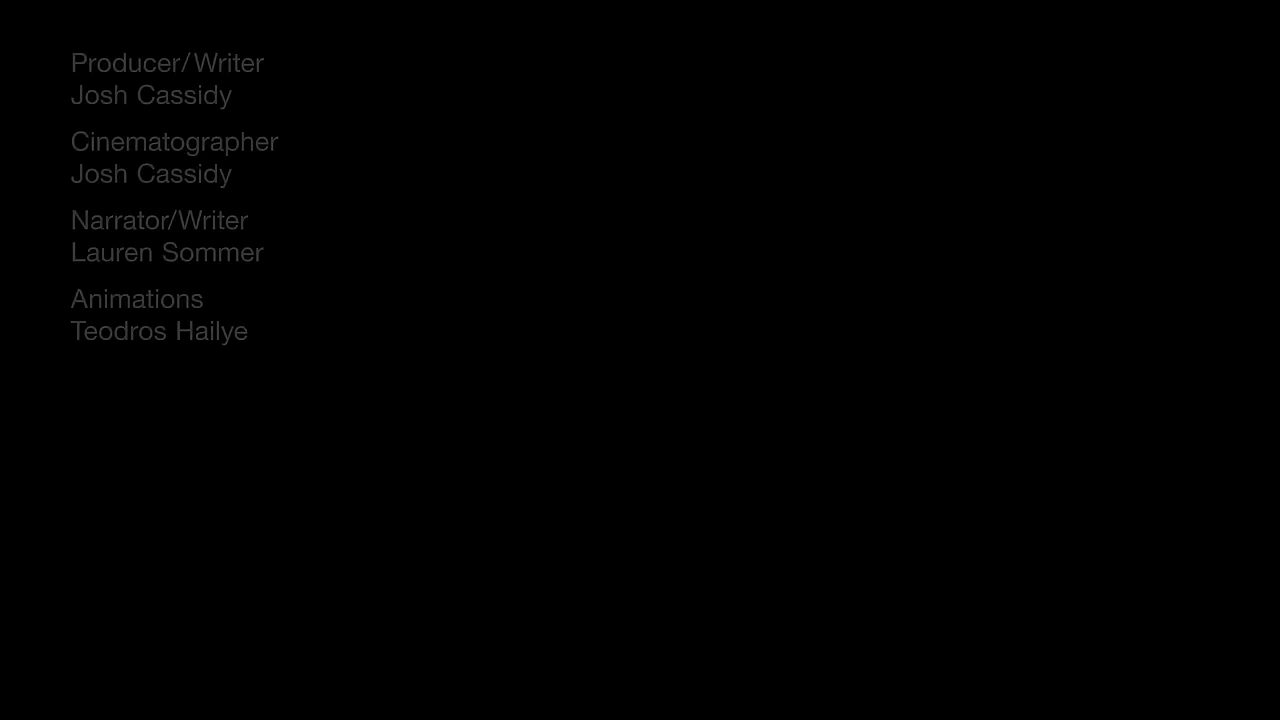 Producer/Writer
Josh Cassidy
Cinematographer
Josh Cassidy
Narrator/Writer
Lauren Sommer
Animations
Teodros Hailye